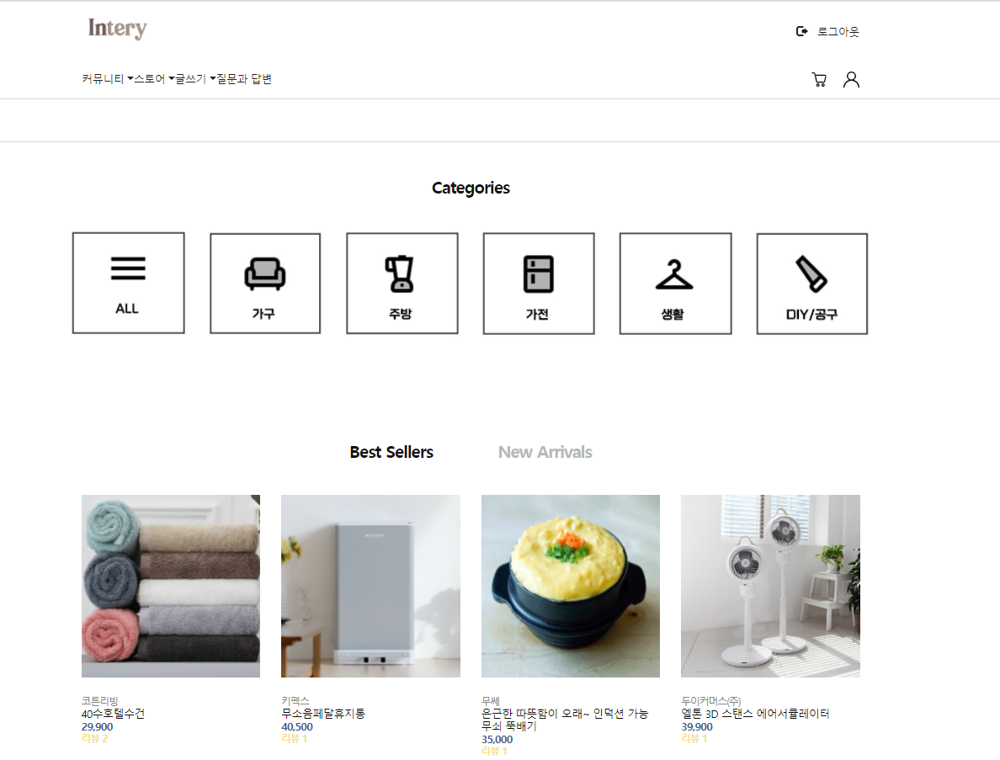 Intery
로그아웃
커뮤니티 스토어 글쓰기 질문과 답변
Categories
ALL 가구 주방 가전 생활 DIY/공구
Best Sellers New Arrivals
코튼리빙
40수호텔수건
29,900
리뷰 2
키펙스
무소음페달휴지통
40,500
리뷰 1
무쎄
은근한 따뜻함이 오래~ 인덕션 가능
무쇠 뚝배기
35,000
리뷰 1
두이커머스(주)
엘톤 3D 스탠스 에어서큘레이터
39,900
리뷰 1